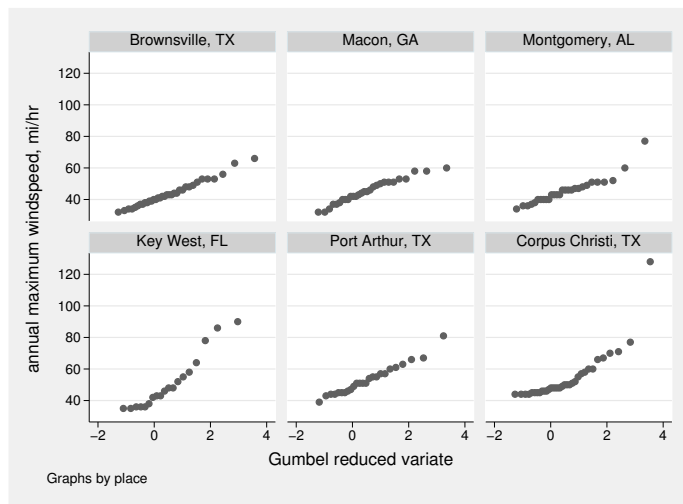 Brownsville, TX
Macon, GA
Montgomery, AL
120
100
80
60
40
Key West, FL
Port Arthur, TX
Corpus Christi, TX
120
100
80
60
40
−2 0 2 4
−2 0 2 4
−2 0 2 4
annual maximum windspeed, mi/hr
Gumbel reduced variate
Graphs by place